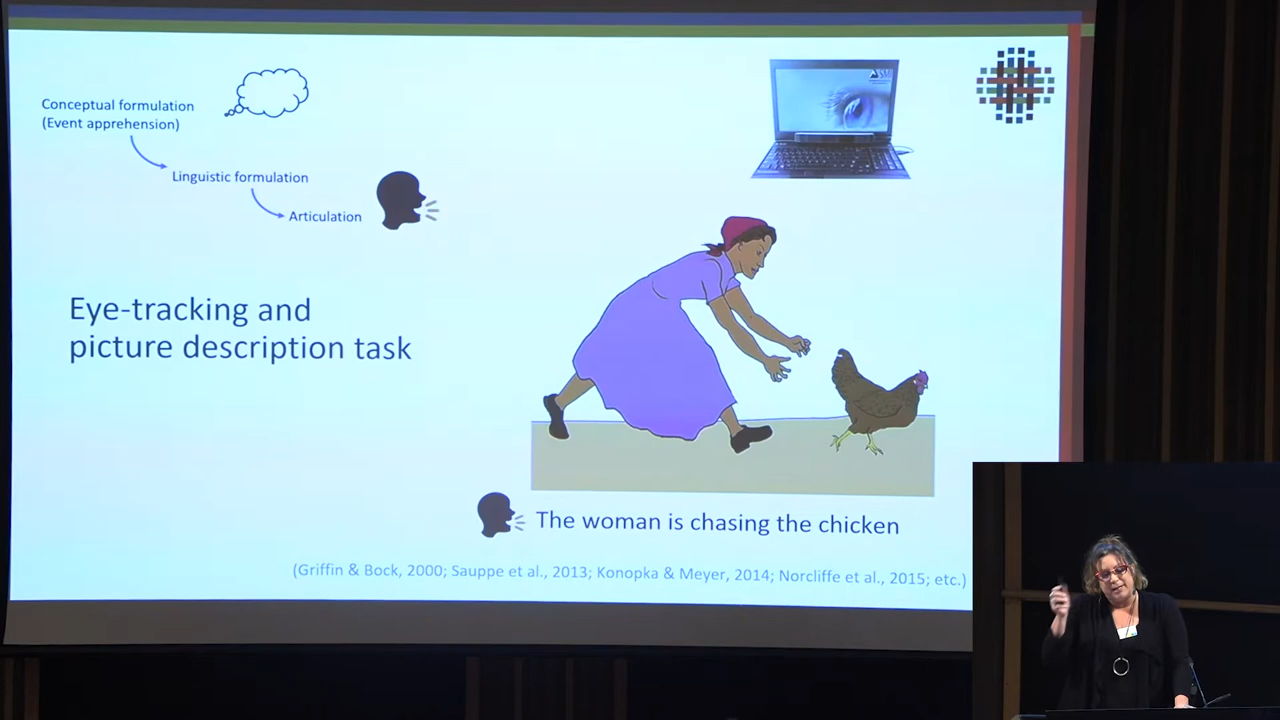 Conceptual formulation
(Event apprehension)
Linguistic formulation
Articulation
SMI
Eye-tracking and
picture description task
The woman is chasing the chicken
(Griffin & Bock, 2000; Sauppe et al., 2013; Konopka & Meyer, 2014; Norcliffe et al., 2015; etc.)